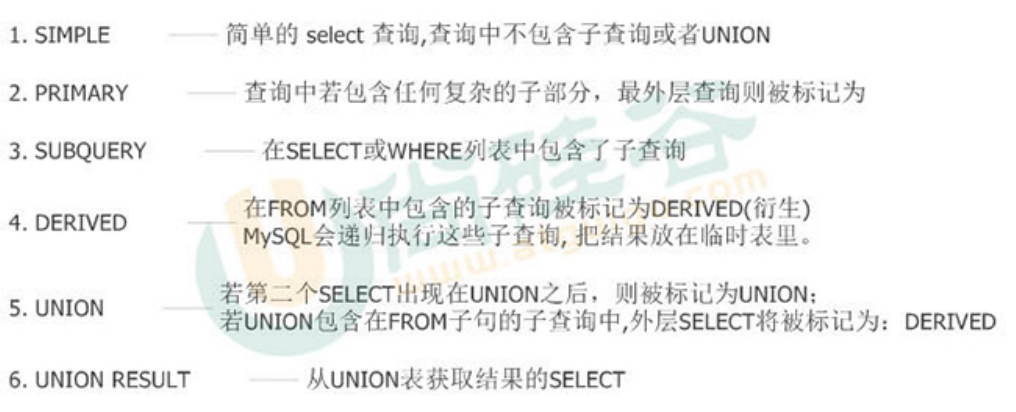 1. SIMPLE —— 简单的 select 查询,查询中不包含子查询或者UNION
2. PRIMARY —— 查询中若包含任何复杂的子部分，最外层查询则被标记为
3. SUBQUERY —— 在SELECT或WHERE列表中包含了子查询
4. DERIVED —— 在FROM列表中包含的子查询被标记为DERIVED(衍生)
MySQL会递归执行这些子查询, 把结果放在临时表里。
5. UNION —— 若第二个SELECT出现在UNION之后，则被标记为UNION；
若UNION包含在FROM子句的子查询中,外层SELECT将被标记为：DERIVED
6. UNION RESULT —— 从UNION表获取结果的SELECT
尚硅谷